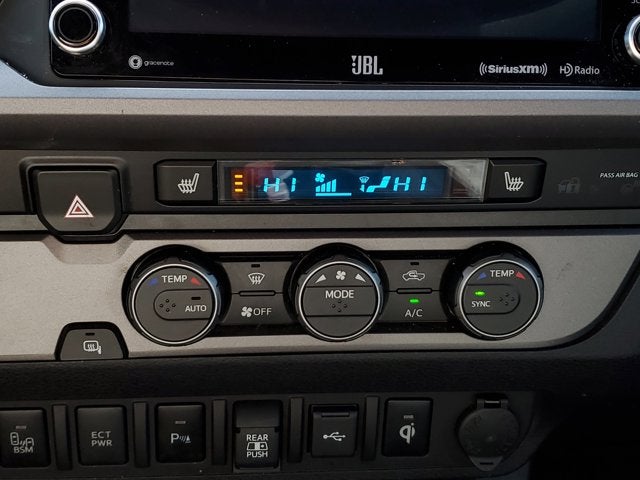 gracenote
JBL
((SiriusXM))
HD Radio
HI HI
PASS AIR BAG
TEMP
AUTO
OFF
MODE
A/C
TEMP
SYNC
BSM
ECT
PWR
P
REAR
PUSH